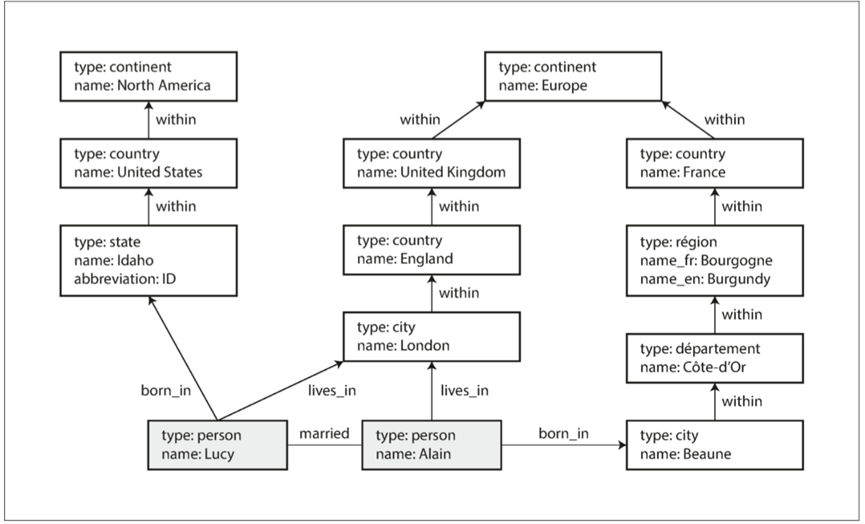 type: continent
name: North America
type: continent
name: Europe
within
within
within
type: country
name: United States
type: country
name: United Kingdom
type: country
name: France
within
within
within
type: state
name: Idaho
abbreviation: ID
type: country
name: England
type: région
name_fr: Bourgogne
name_en: Burgundy
within
within
type: city
name: London
type: département
name: Côte-d'Or
born_in
lives_in
lives_in
within
type: person
name: Lucy
married
type: person
name: Alain
born_in
type: city
name: Beaune